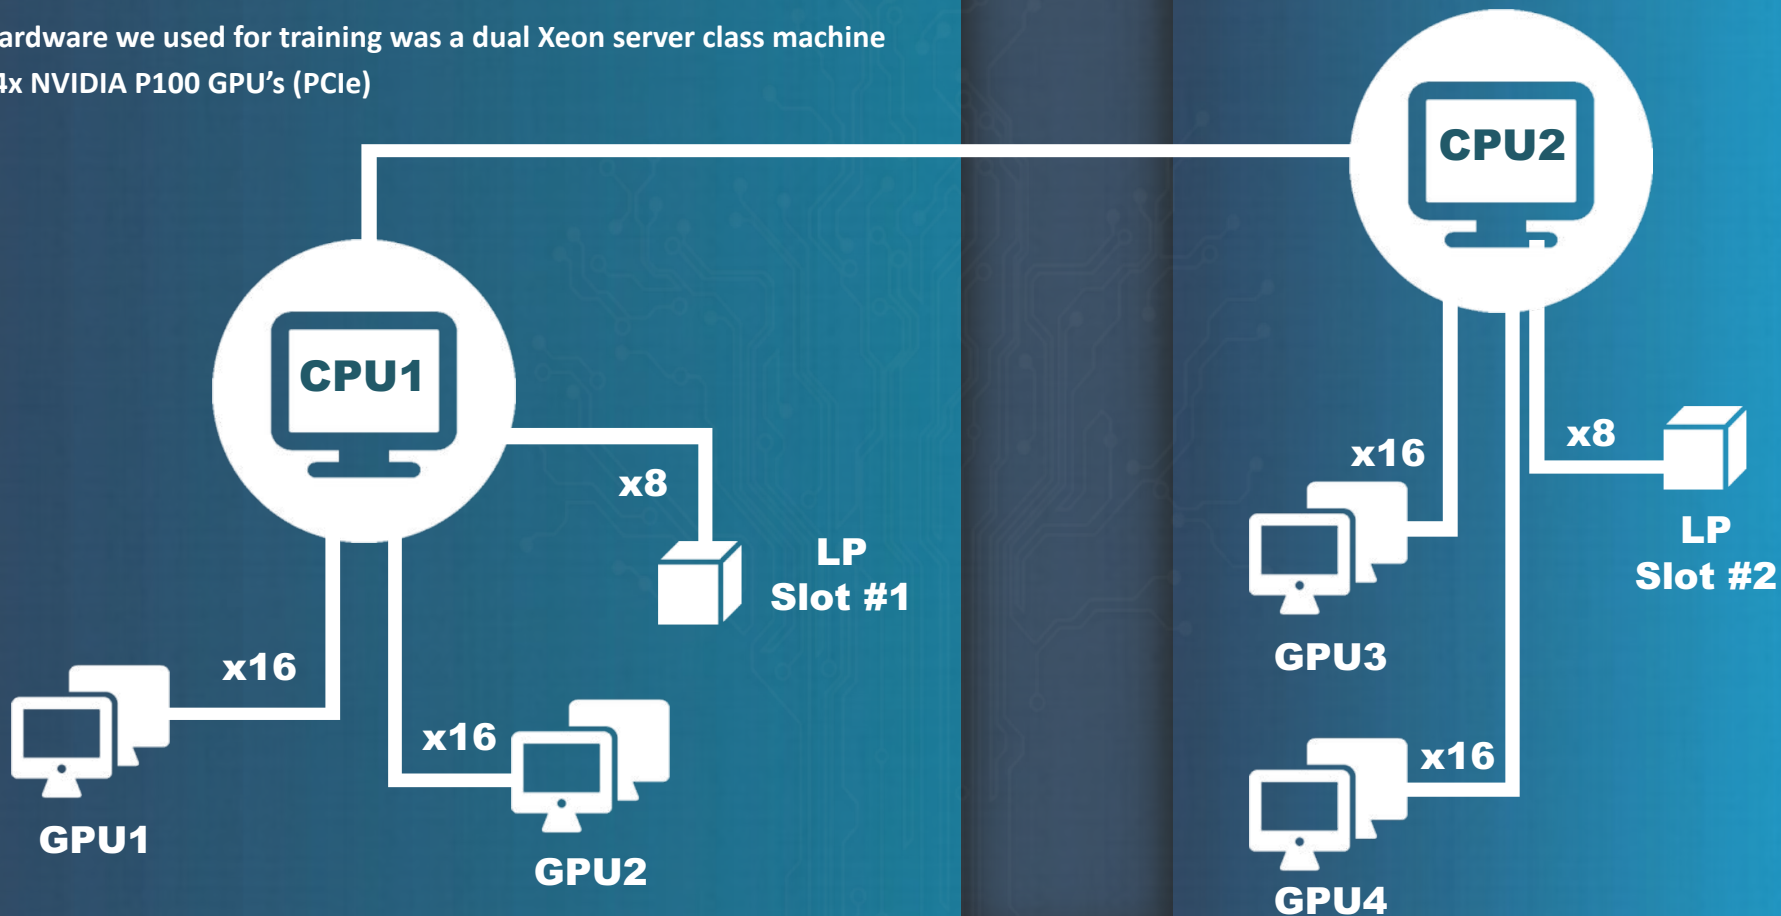 ardware we used for training was a dual Xeon server class machine
4x NVIDIA P100 GPU's (PCIe)
CPU2
CPU1
x8
LP
Slot #1
x16
GPU1
x16
GPU2
x16
GPU3
x8
LP
Slot #2
x16
GPU4